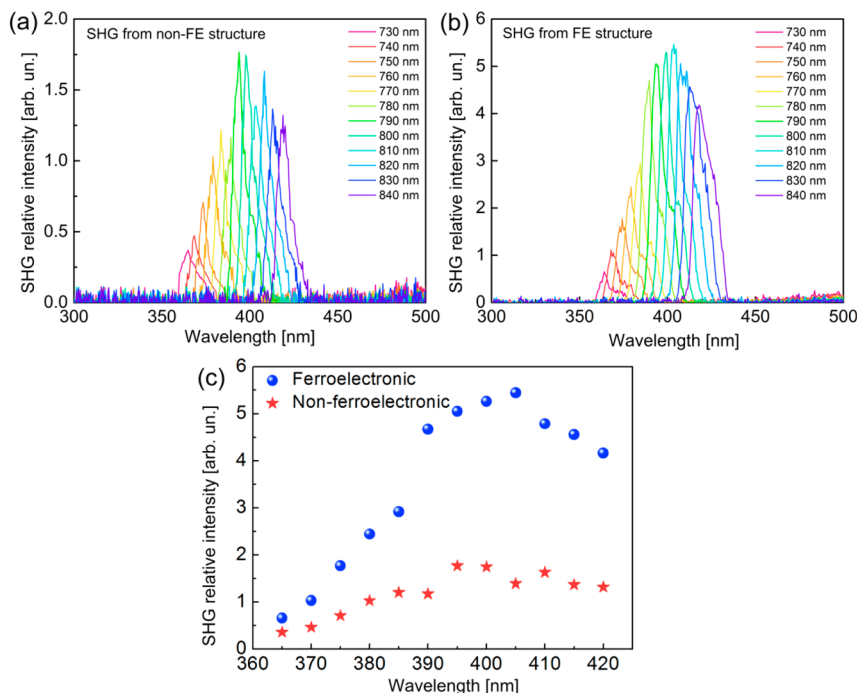 (a)
SHG from non-FE structure
SHG relative intensity [arb. un.]
2.0
1.5
1.0
0.5
0.0
730 nm
740 nm
750 nm
760 nm
770 nm
780 nm
790 nm
800 nm
810 nm
820 nm
830 nm
840 nm
300 350 400 450 500
Wavelength [nm]
(b)
SHG from FE structure
SHG relative intensity [arb. un.]
6
5
4
3
2
1
0
730 nm
740 nm
750 nm
760 nm
770 nm
780 nm
790 nm
800 nm
810 nm
820 nm
830 nm
840 nm
300 350 400 450 500
Wavelength [nm]
(c)
Ferroelectronic
Non-ferroelectronic
SHG relative intensity [arb. un.]
6
5
4
3
2
1
0
360 370 380 390 400 410 420
Wavelength [nm]